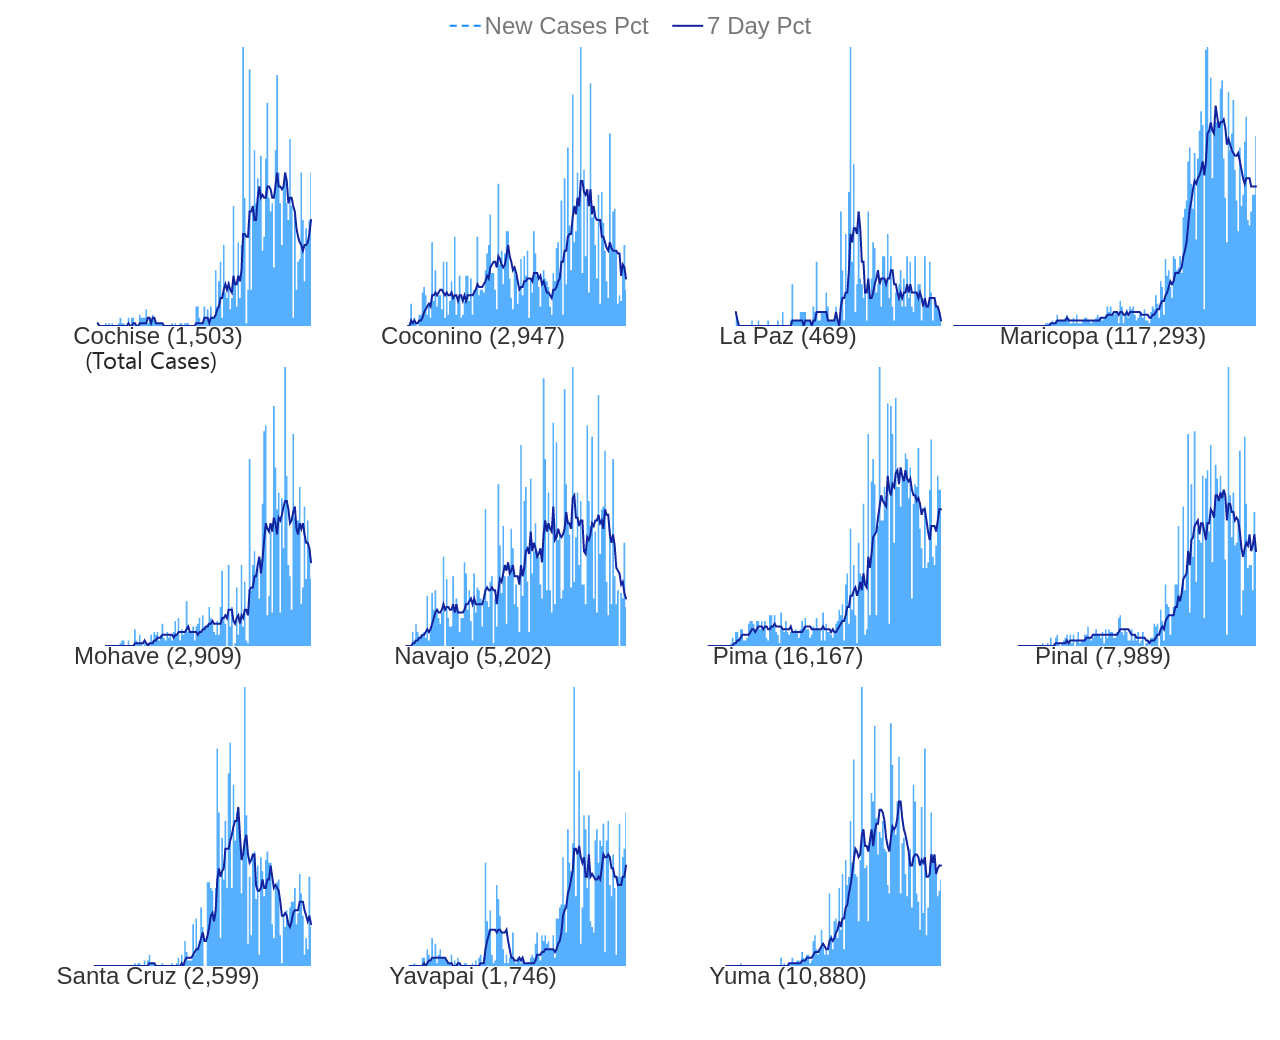 New Cases Pct 7 Day Pct
Cochise (1,503) Coconino (2,947) La Paz (469) Maricopa (117,293)
(Total Cases)
Mohave (2,909) Navajo (5,202) Pima (16,167) Pinal (7,989)
Santa Cruz (2,599) Yavapai (1,746) Yuma (10,880)